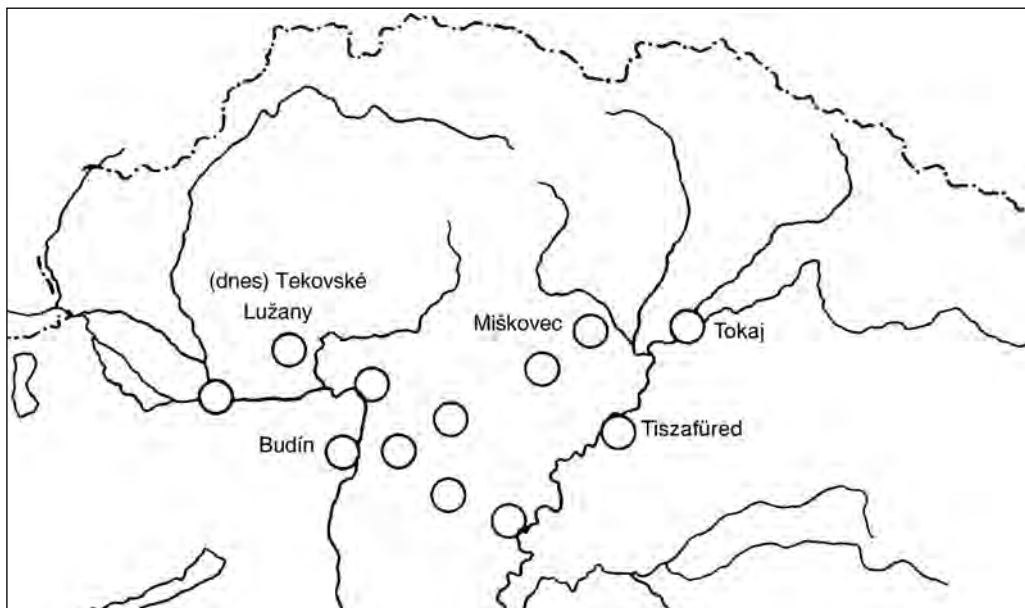 (dnes) Tekovské
Lužany
Miškovec
Tokaj
Budín
Tiszafüred